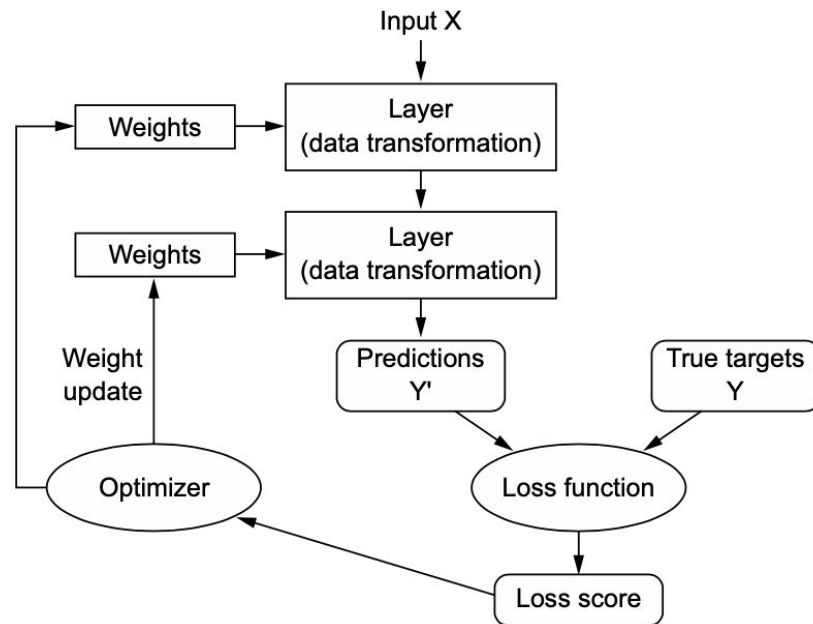 Input X
Weights
Layer
(data transformation)
Weights
Layer
(data transformation)
Weight
update
Predictions
Y'
True targets
Y
Optimizer
Loss function
Loss score